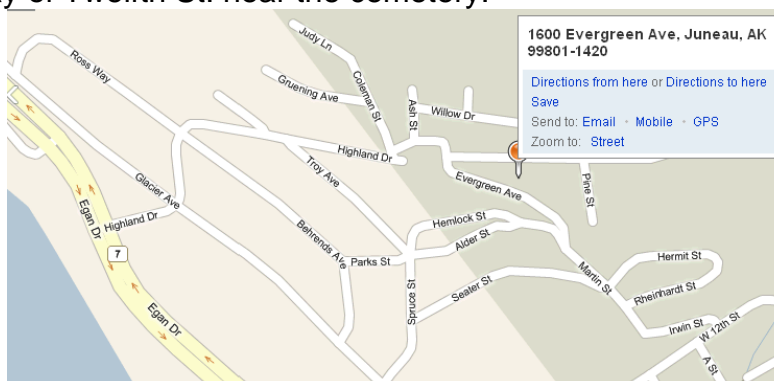 near the cemetery.
1600 Evergreen Ave, Juneau, AK
99801-1420
Directions from here or Directions to here
Save
Send to: Email • Mobile • GPS
Zoom to: Street
Judy Ln
Ross Way
Gruening Ave
Coleman St
Ash St
Willow Dr
Highland Dr
Troy Ave
Evergreen Ave
Pine St
Glacier Ave
Egan Dr
Highland Dr
Behrends Ave
Hemlock St
Alder St
7
Parks St
Spruce St
Seater St
Martin St
Hermit St
Rheinhardt St
Egan Dr
Irwin St
W 12th St
A St